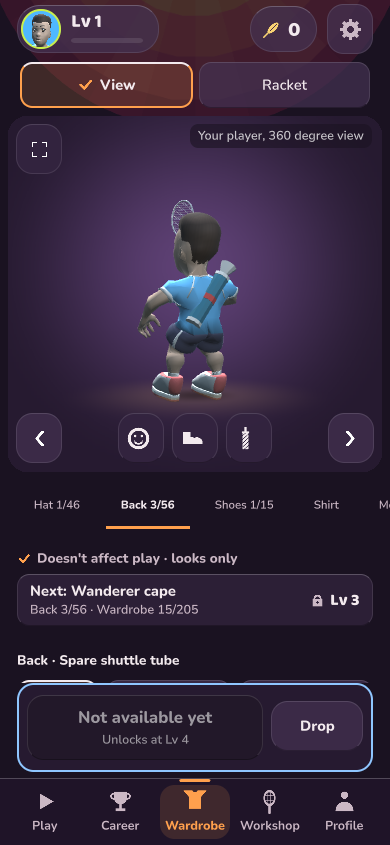 Lv 1
0
View
Racket
Your player, 360 degree view
Hat 1/46
Back 3/56
Shoes 1/15
Shirt
Doesn't affect play · looks only
Next: Wanderer cape
Back 3/56 · Wardrobe 15/205
Lv 3
Back · Spare shuttle tube
Not available yet
Unlocks at Lv 4
Drop
Play
Career
Wardrobe
Workshop
Profile